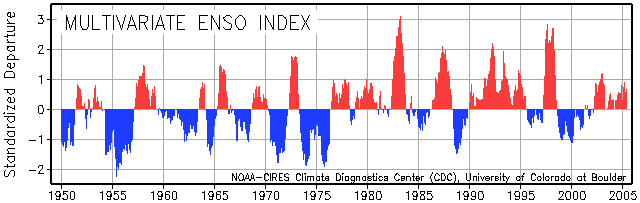 MULTIVARIATE ENSO INDEX
Standardized Departure
3
2
1
0
−1
−2
NOAA−CIRES Climate Diagnostics Center (CDC), University of Colorado at Boulder
1950 1955 1960 1965 1970 1975 1980 1985 1990 1995 2000 2005